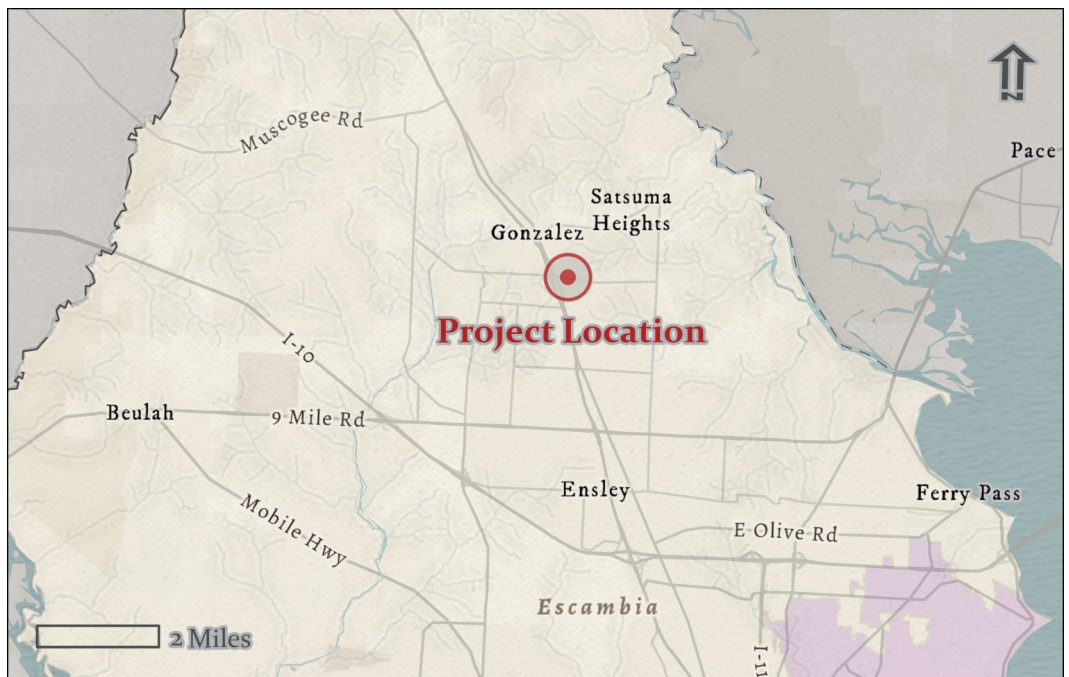 N
Pace
Muscogee Rd
Satsuma
Heights
Gonzalez
Project Location
I-10
Beulah
9 Mile Rd
Ensley
Ferry Pass
Mobile Hwy
E Olive Rd
Escambia
2 Miles
I-11